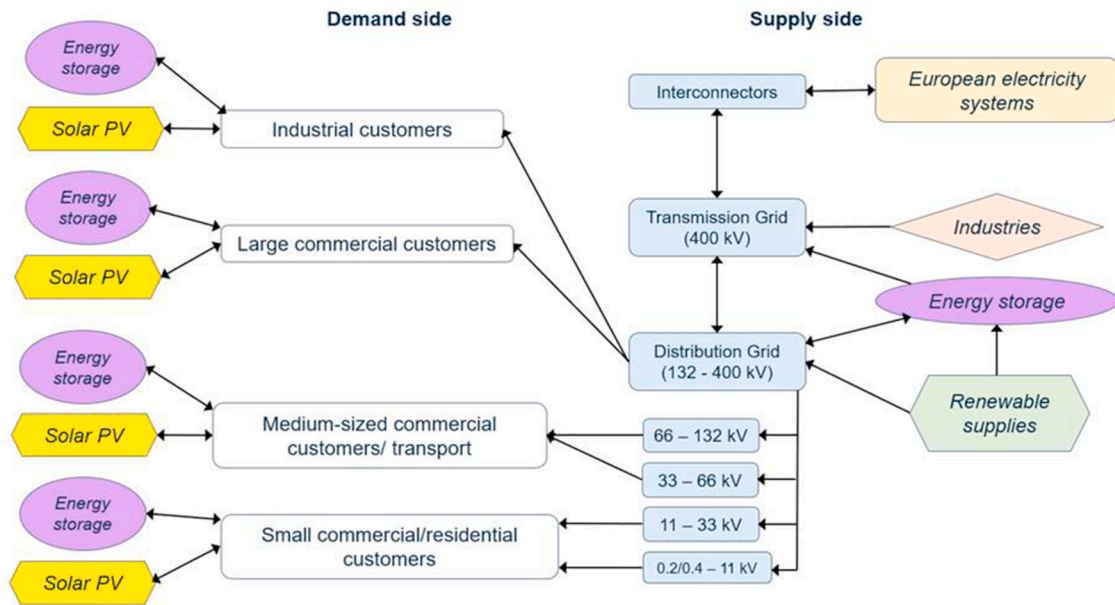 Demand side
Supply side
Energy
storage
Solar PV
Industrial customers
Interconnectors
European electricity
systems
Energy
storage
Solar PV
Large commercial customers
Transmission Grid
(400 kV)
Industries
Energy storage
Distribution Grid
(132 - 400 kV)
Renewable
supplies
Energy
storage
Solar PV
Medium-sized commercial
customers/ transport
66 – 132 kV
33 – 66 kV
Energy
storage
Solar PV
Small commercial/residential
customers
11 – 33 kV
0.2/0.4 – 11 kV